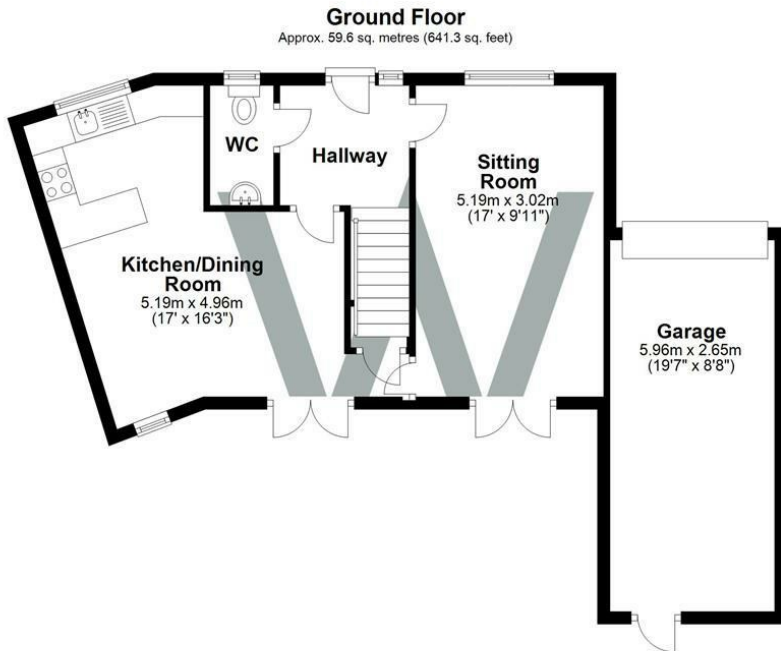 Ground Floor
Approx. 59.6 sq. metres (641.3 sq. feet)
WC
Hallway
Sitting
Room
5.19m x 3.02m
(17' x 9'11")
Kitchen/Dining
Room
5.19m x 4.96m
(17' x 16'3")
Garage
5.96m x 2.65m
(19'7" x 8'8")